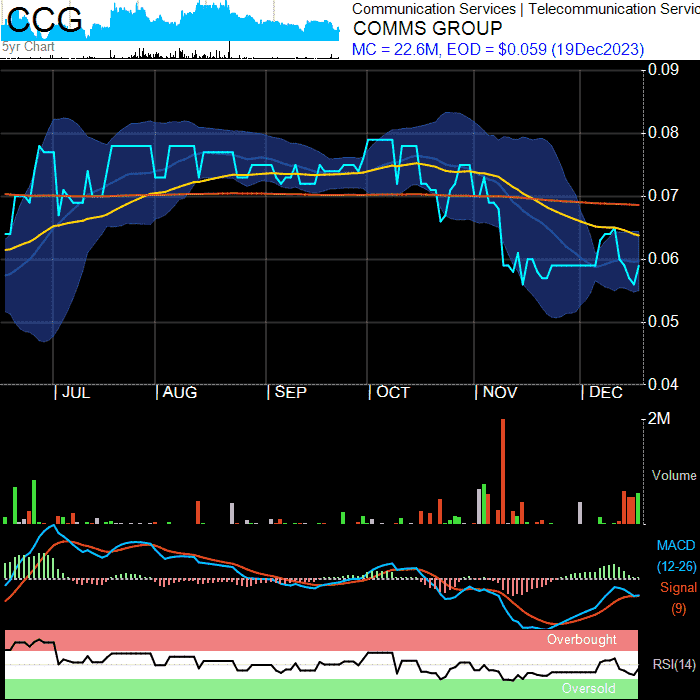 CCG
5yr Chart
Communication Services | Telecommunication Servic
COMMS GROUP
MC = 22.6M, EOD = $0.059 (19Dec2023)
0.09
0.08
0.07
0.06
0.05
0.04
JUL
AUG
SEP
OCT
NOV
DEC
2M
Volume
MACD
(12-26)
Signal
(9)
Overbought
RSI(14)
Oversold